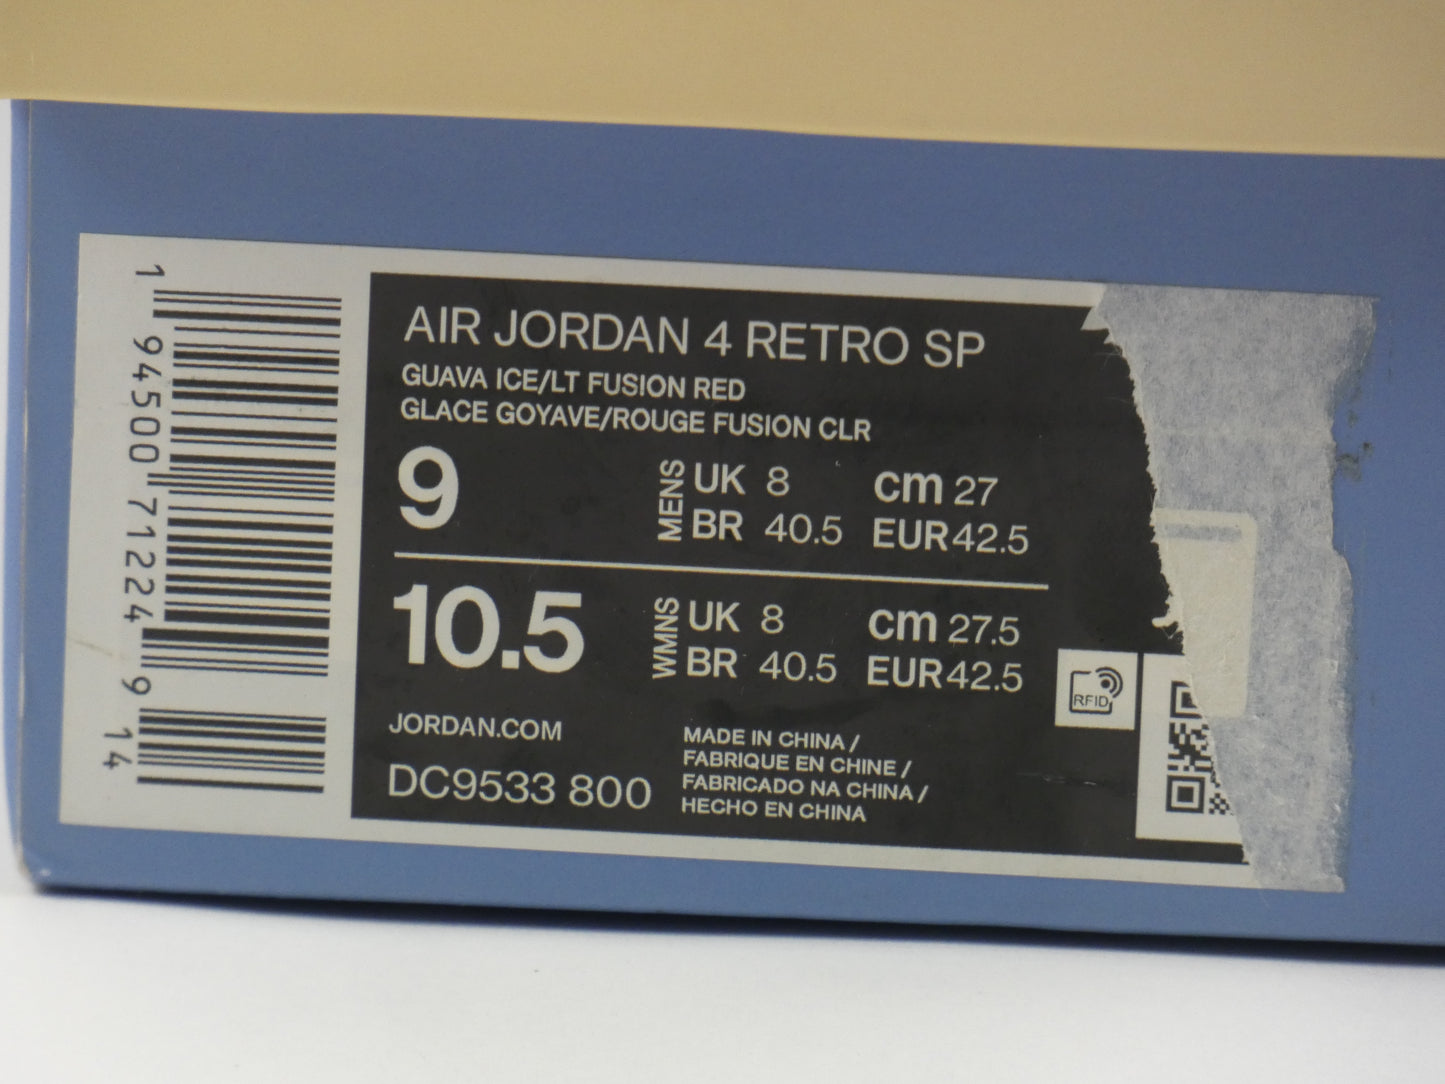 1 94500 71224 9 14
AIR JORDAN 4 RETRO SP
GUAVA ICE/LT FUSION RED
GLACE GOYAVE/ROUGE FUSION CLR
9 MENS UK 8 cm 27
BR 40.5 EUR 42.5
10.5 WMNS UK 8 cm 27.5
BR 40.5 EUR 42.5
RFID
JORDAN.COM
DC9533 800
MADE IN CHINA /
FABRIQUE EN CHINE /
FABRICADO NA CHINA /
HECHO EN CHINA